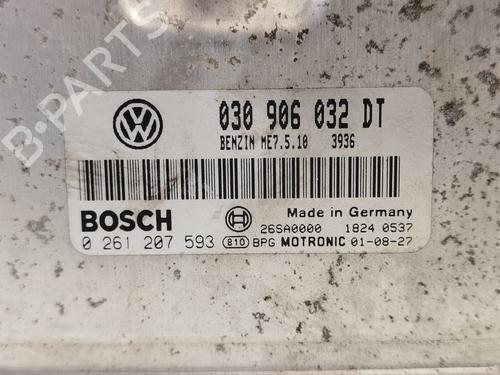 B-PARTS
030 906 032 DT
BENZIN ME7.5.10 3936
BOSCH
Made in Germany
26SA0000 1824 0537
0 261 207 593 810 BPG MOTRONIC 01-08-27